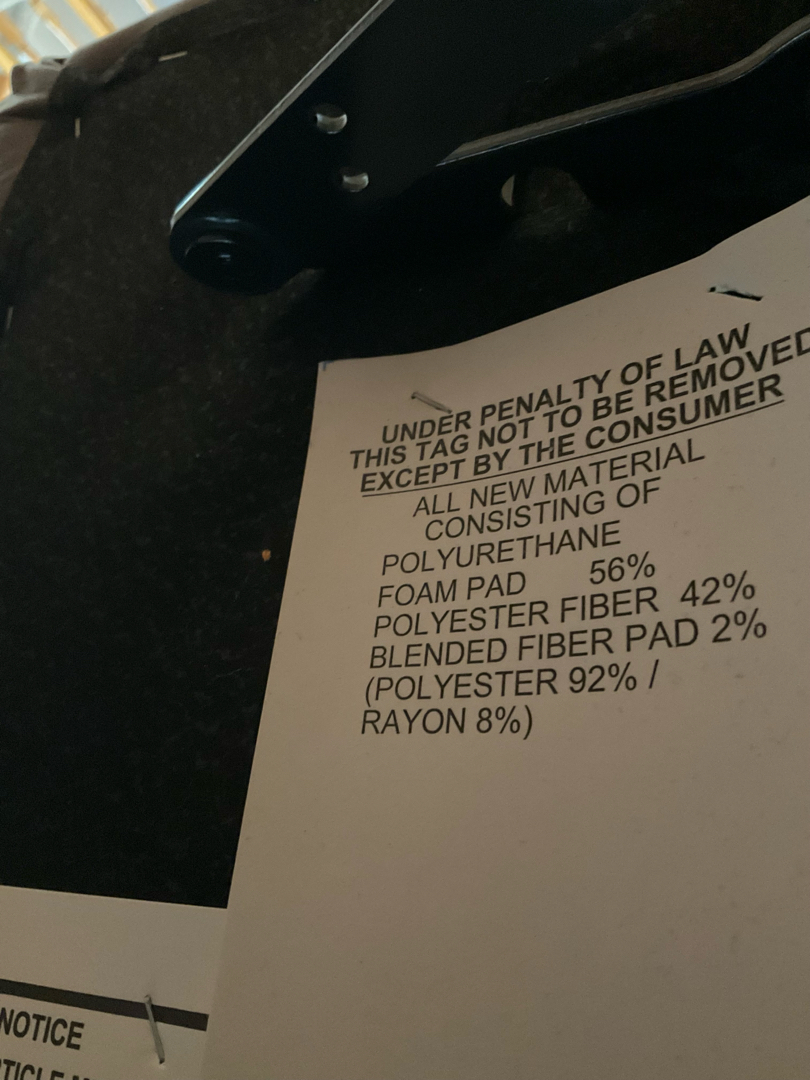 UNDER PENALTY OF LAW
THIS TAG NOT TO BE REMOVED
EXCEPT BY THE CONSUMER
ALL NEW MATERIAL
CONSISTING OF
POLYURETHANE
FOAM PAD 56%
POLYESTER FIBER 42%
BLENDED FIBER PAD 2%
(POLYESTER 92% /
RAYON 8%)
NOTICE